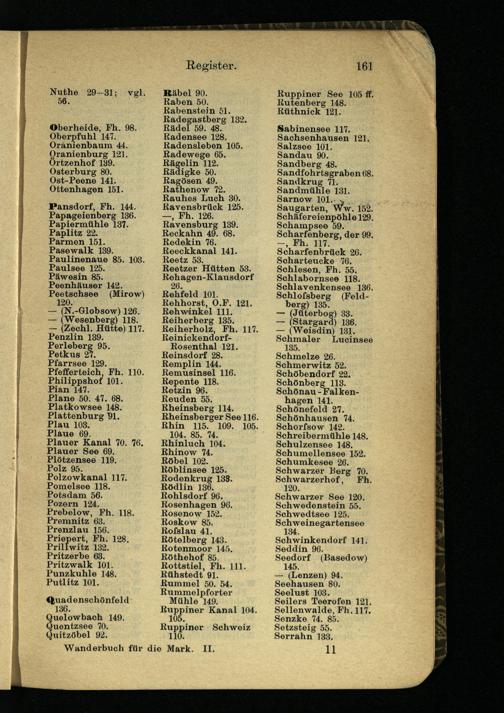 Register. 161
Nuthe 29—31; vgl.
56.
Oberheide, Fh. 98.
Oberpfuhl 147.
Oranienbaum 44.
Oranienburg 121.
Ortzenhof 139.
Osterburg 80.
Ost-Peene 141.
Ottenhagen 151.
Pansdorf, Fh. 144.
Papageienberg 136.
Papiermühle 137.
Paplitz 22.
Parmen 151.
Pasewalk 139.
Paulinenaue 85. 103.
Paulsee 125.
Päwesin 85.
Peenhäuser 142.
Peetschsee (Mirow)
120.
— (N.-Globsow) 126.
— (Wesenberg) 118.
— (Zechl. Hütte) 117.
Penzlin 139.
Perleberg 95.
Petkus 27.
Pfarrsee 129.
Pfefferteich, Fh. 110.
Philippshof 101.
Pian 147.
Plane 50. 47. 68.
Platkowsee 148.
Plattenburg 91.
Plau 103.
Plaue 69.
Plauer Kanal 70. 76.
Plauer See 69.
Plötzensee 119.
Polz 95.
Polzowkanal 117.
Pomelsee 118.
Potsdam 56.
Pozern 124.
Prebelow, Fh. 118.
Premnitz 63.
Prenzlau 156.
Priepert, Fh. 128.
Prillwitz 132.
Pritzerbe 63.
Pritzwalk 101.
Punzkuhle 148.
Putlitz 101.
Quadenschönfeld
136.
Quelowbach 149.
Quentzsee 70.
Quitzöbel 92.
Räbel 90.
Raben 50.
Rabenstein 51.
Radegastberg 132.
Rädel 59. 48.
Radensee 128.
Radensleben 105.
Radewege 65.
Rägelin 112.
Rädigke 50.
Ragösen 49.
Rathenow 72.
Rauhes Luch 30.
Ravensbrück 125.
—, Fh. 126.
Ravensburg 139.
Reckahn 49. 68.
Redekin 76.
Reeckkanal 141.
Reetz 53.
Reetzer Hütten 53.
Rehagen-Klausdorf
26.
Rehfeld 101.
Rehhorst, O.F. 121.
Rehwinkel 111.
Reiherberg 135.
Reiherholz, Fh. 117.
Reinickendorf-
Rosenthal 121.
Reinsdorf 28.
Remplin 144.
Remusinsel 116.
Repente 118.
Retzin 96.
Reuden 55.
Rheinsberg 114.
Rheinsberger See 116.
Rhin 115. 109. 105.
104. 85. 74.
Rhinluch 104.
Rhinow 74.
Röbel 102.
Röblinsee 125.
Rodenkrug 138.
Rödlin 136.
Rohlsdorf 96.
Rosenhagen 96.
Rosenow 152.
Roskow 85.
Roßlau 41.
Rötelberg 143.
Rotenmoor 145.
Röthehof 85.
Rottstiel, Fh. 111.
Rühstedt 91.
Rummel 50. 54.
Rummelpforter
Mühle 149.
Ruppiner Kanal 104.
105.
Ruppiner Schweiz
110.
Ruppiner See 105 ff.
Rutenberg 148.
Rüthnick 121.
Sabinensee 117.
Sachsenhausen 121.
Salzsee 101.
Sandau 90.
Sandberg 48.
Sandfohrtsgraben 68.
Sandkrug 71.
Sandmühle 131.
Sarnow 101.
Saugarten, Ww. 152.
Schäfereienpöhle 129.
Schampsee 59.
Scharfenberg, der 99.
—, Fh. 117.
Scharfenbrück 26.
Scharteucke 76.
Schlesen, Fh. 55.
Schlabornsee 118.
Schlavenkensee 136.
Schloßberg (Feld-
berg) 135.
— (Jüterbog) 33.
— (Stargard) 136.
— (Weisdin) 131.
Schmaler Lucinsee
135.
Schmelze 26.
Schmerwitz 52.
Schöbendorf 22.
Schönberg 113.
Schönau-Falken-
hagen 141.
Schönefeld 27.
Schönhausen 74.
Schorfsow 142.
Schreibermühle 148.
Schulzensee 148.
Schumellensee 152.
Schumkesee 26.
Schwarzer Berg 70.
Schwarzerhof, Fh.
120.
Schwarzer See 120.
Schwedenstein 55.
Schwedtsee 125.
Schweingartensee
134.
Schwinkendorf 141.
Seddin 96.
Seedorf (Basedow)
145.
— (Lenzen) 94.
Seehausen 80.
Seelust 103.
Seilers Teerofen 121.
Sellenwalde, Fh. 117.
Senzke 74. 85.
Setzsteig 55.
Serrahn 133.
Wanderbuch für die Mark. II. 11